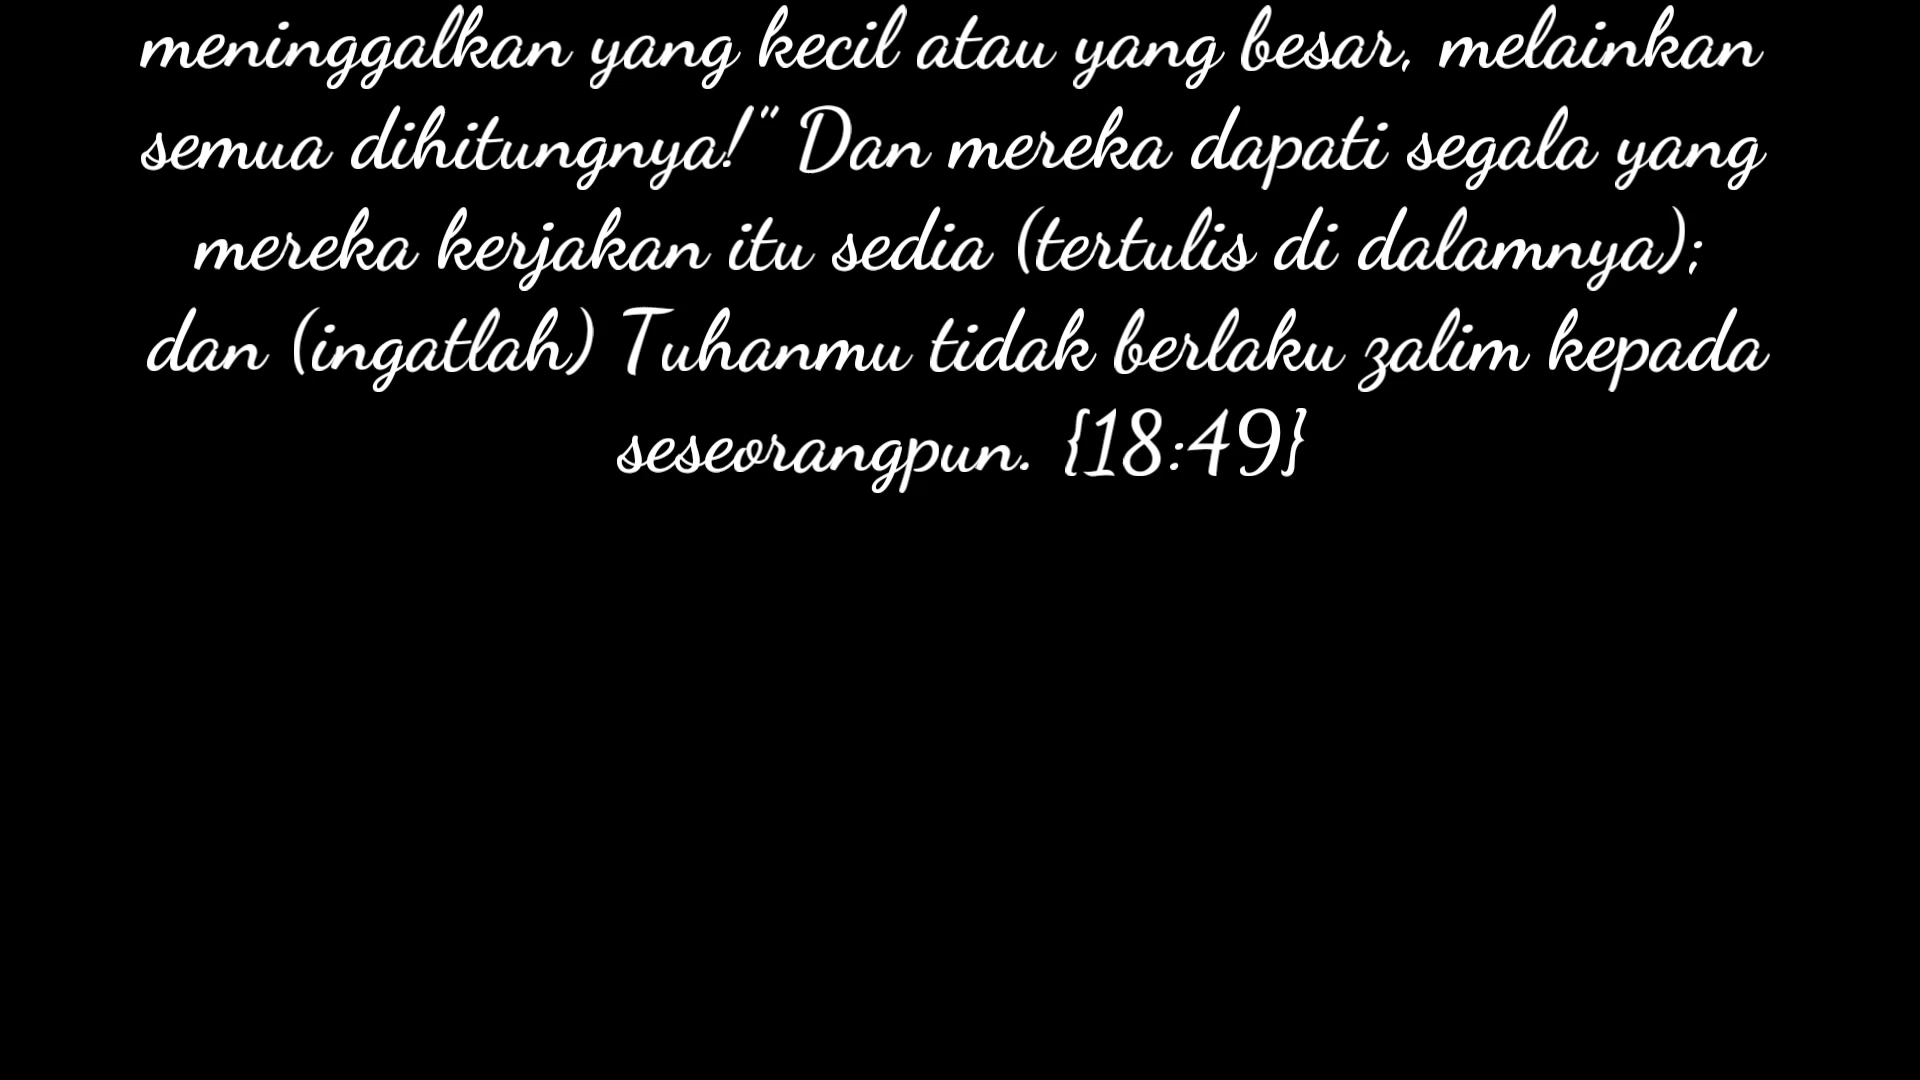 meninggalkan yang kecil atau yang besar, melainkan
semua dihitungnya!" Dan mereka dapati segala yang
mereka kerjakan itu sedia (tertulis di dalamnya);
dan (ingatlah) Tuhanmu tidak berlaku zalim kepada
seseorangpun. {18:49}